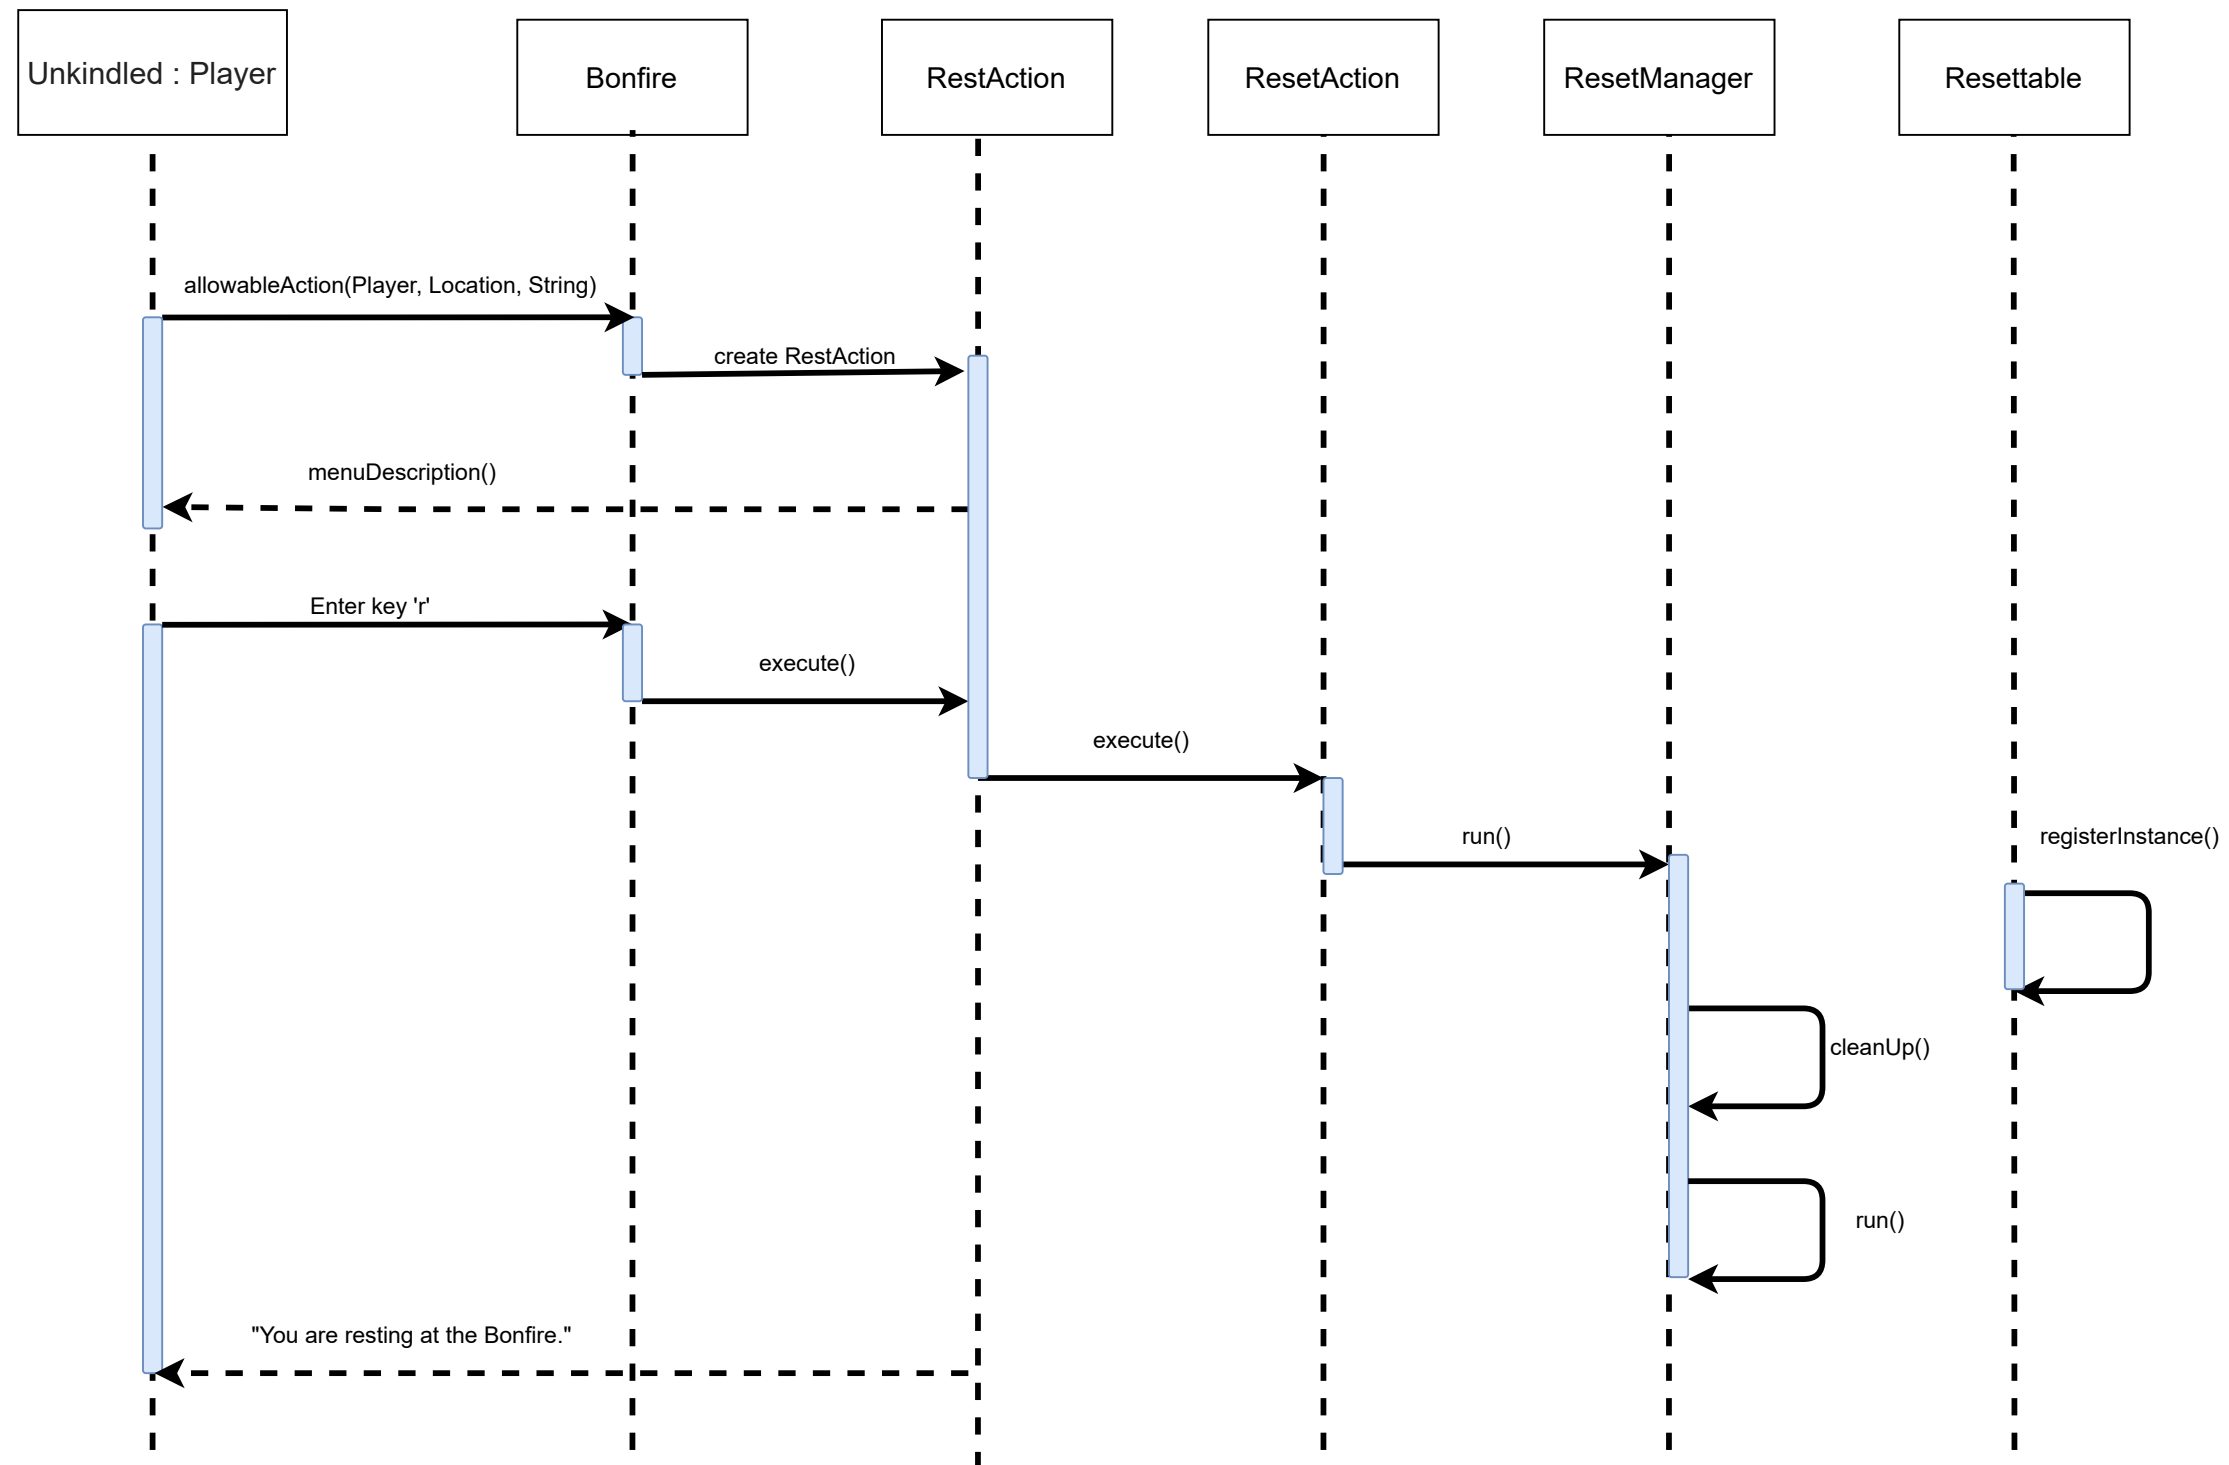 Unkindled : Player
Bonfire
RestAction
ResetAction
ResetManager
Resettable
allowableAction(Player, Location, String)
create RestAction
menuDescription()
Enter key 'r'
execute()
execute()
run()
registerInstance()
cleanUp()
run()
"You are resting at the Bonfire."